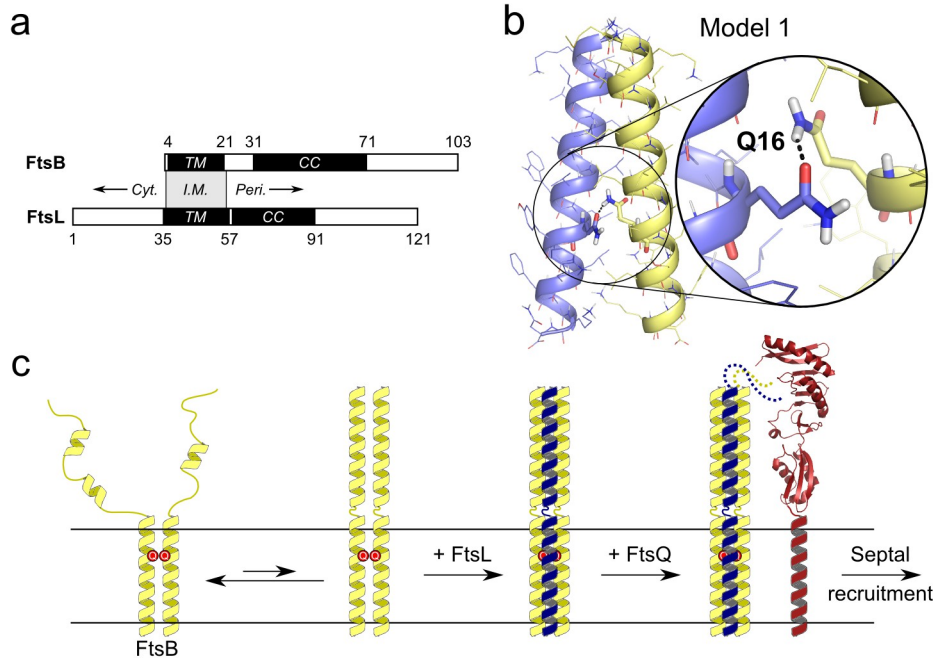 a
4 21 31 71 103
FtsB TM CC
Cyt. I.M. Peri.
FtsL TM CC
1 35 57 91 121
b
Model 1
Q16
c
+ FtsL
+ FtsQ
Septal
recruitment
FtsB